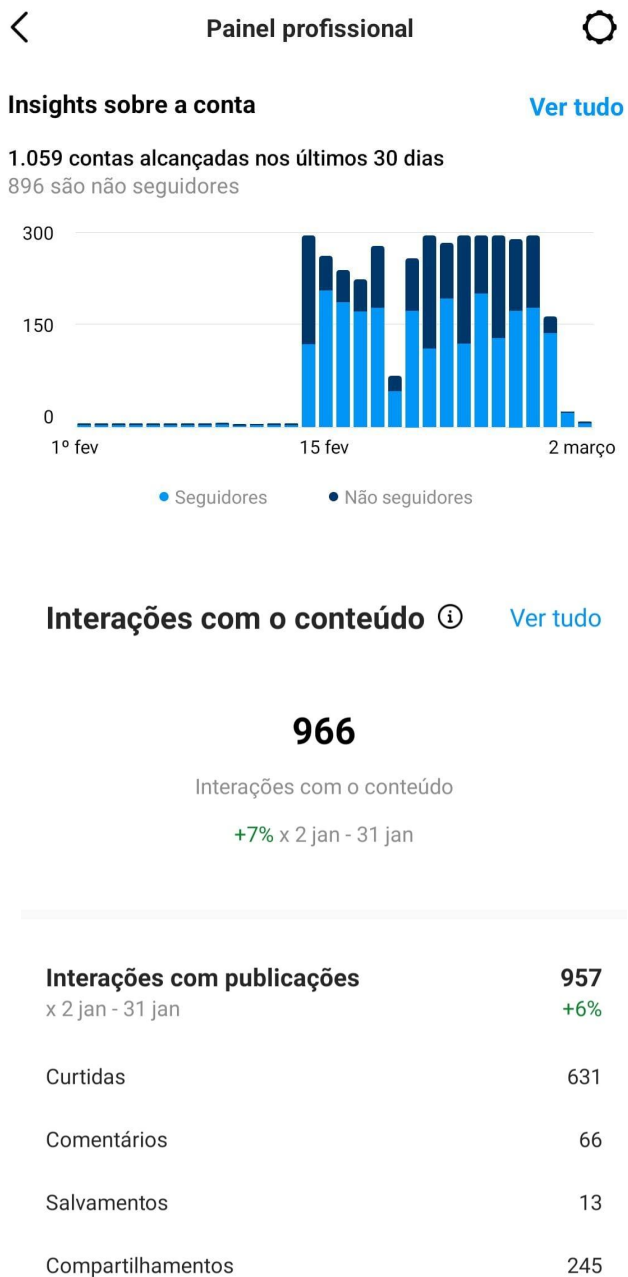 Painel profissional
Insights sobre a conta
Ver tudo
1.059 contas alcançadas nos últimos 30 dias
896 são não seguidores
300
150
0
1º fev
15 fev
2 março
Seguidores
Não seguidores
Interações com o conteúdo
Ver tudo
966
Interações com o conteúdo
+7% x 2 jan - 31 jan
Interações com publicações
957
x 2 jan - 31 jan
+6%
Curtidas
631
Comentários
66
Salvamentos
13
Compartilhamentos
245